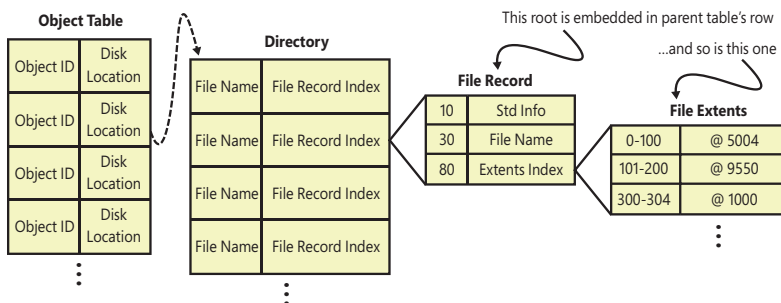 This root is embedded in parent table's row
...and so is this one
Object Table
Object ID
Disk
Location
Object ID
Disk
Location
Object ID
Disk
Location
Object ID
Disk
Location
Directory
File Name
File Record Index
File Name
File Record Index
File Name
File Record Index
File Name
File Record Index
File Record
10
Std Info
30
File Name
80
Extents Index
File Extents
0-100
@ 5004
101-200
@ 9550
300-304
@ 1000